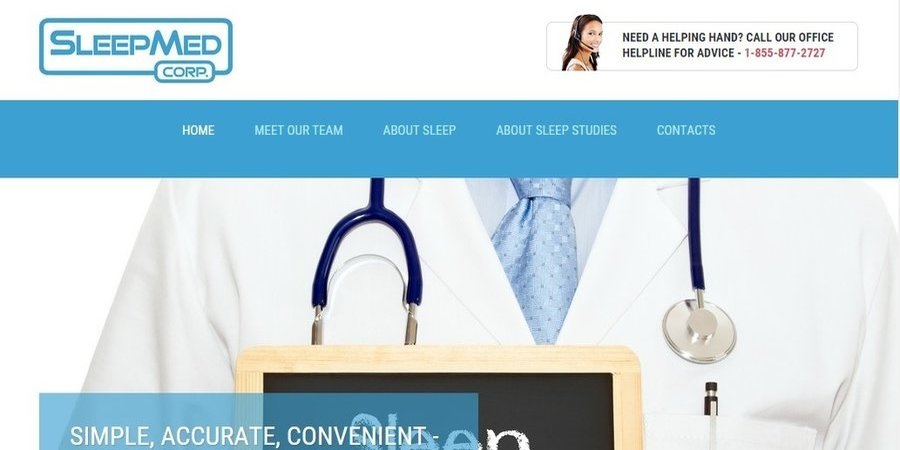 SLEEPMED
CORP.
NEED A HELPING HAND? CALL OUR OFFICE
HELPLINE FOR ADVICE - 1-855-877-2727
HOME MEET OUR TEAM ABOUT SLEEP ABOUT SLEEP STUDIES CONTACTS
Sleep
SIMPLE, ACCURATE, CONVENIENT -